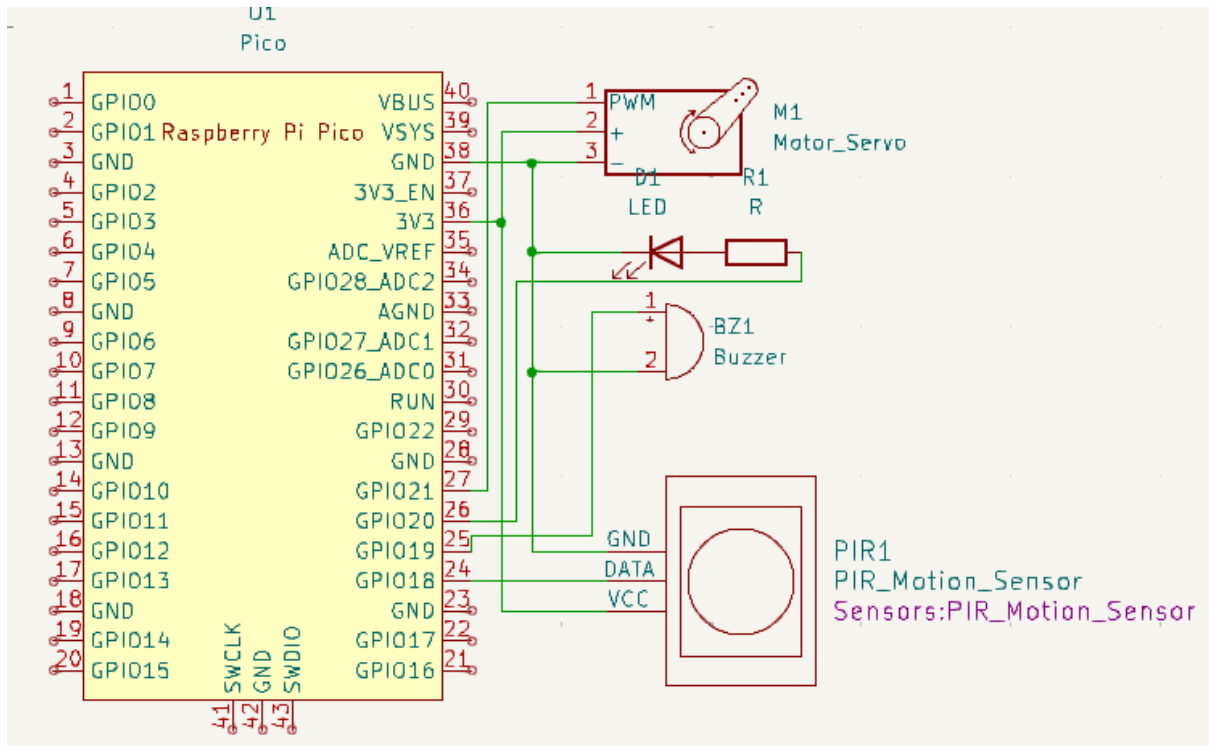 U1
Pico
Raspberry Pi Pico
1 GPIO0
2 GPIO1
3 GND
4 GPIO2
5 GPIO3
6 GPIO4
7 GPIO5
8 GND
9 GPIO6
10 GPIO7
11 GPIO8
12 GPIO9
13 GND
14 GPIO10
15 GPIO11
16 GPIO12
17 GPIO13
18 GND
19 GPIO14
20 GPIO15
VBUS 40
VSYS 39
GND 38
3V3_EN 37
3V3 36
ADC_VREF 35
GPIO28_ADC2 34
AGND 33
GPIO27_ADC1 32
GPIO26_ADC0 31
RUN 30
GPIO22 29
GND 28
GPIO21 27
GPIO20 26
GPIO19 25
GPIO18 24
GND 23
GPIO17 22
GPIO16 21
SWCLK 41
GND 42
SWDIO 43
1 PWM
2 +
3 -
M1
Motor_Servo
D1
LED
R1
R
1
+
2
BZ1
Buzzer
GND
DATA
VCC
PIR1
PIR_Motion_Sensor
Sensors:PIR_Motion_Sensor